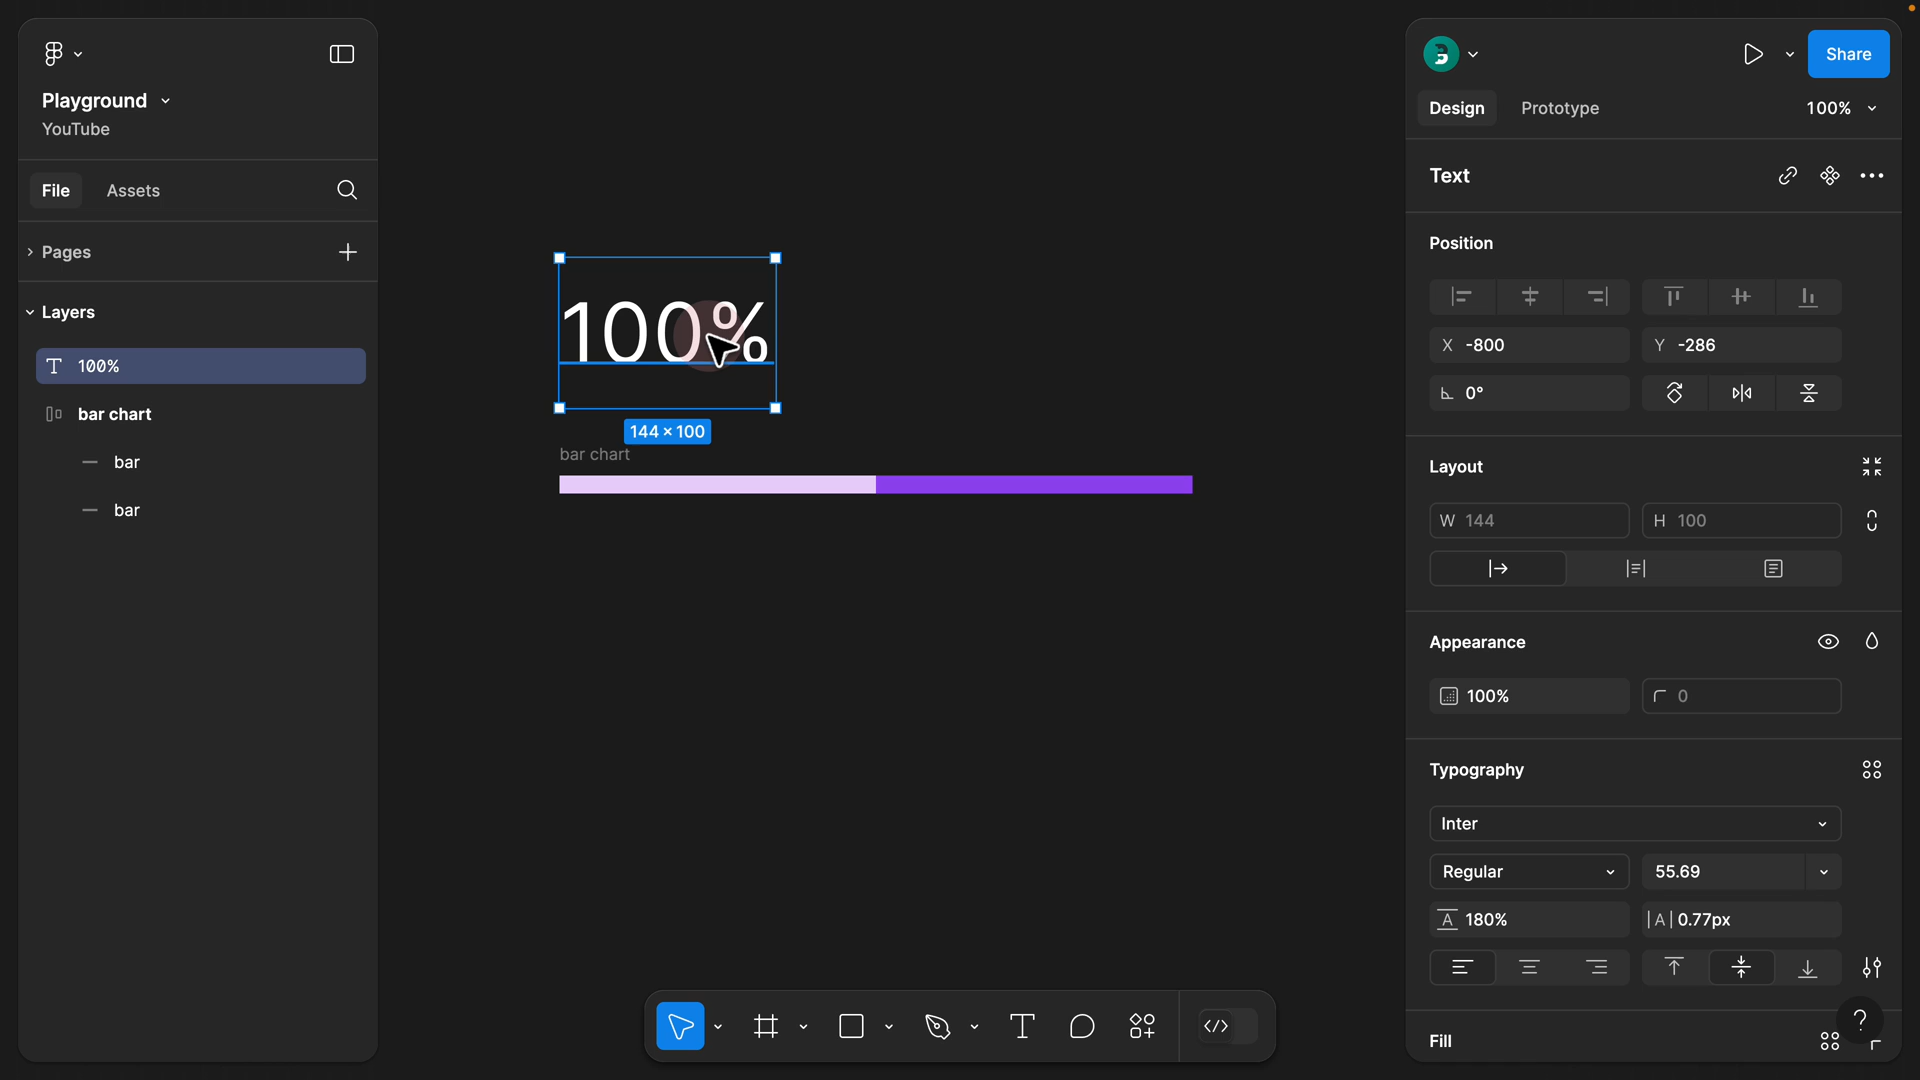 Playground
YouTube
File
Assets
Pages
Layers
100%
bar chart
bar
bar
100%
144 × 100
bar chart
Share
Design
Prototype
100%
Text
Position
X -800
Y -286
0°
Layout
W 144
H 100
Appearance
100%
0
Typography
Inter
Regular
55.69
A 180%
|A| 0.77px
Fill
?